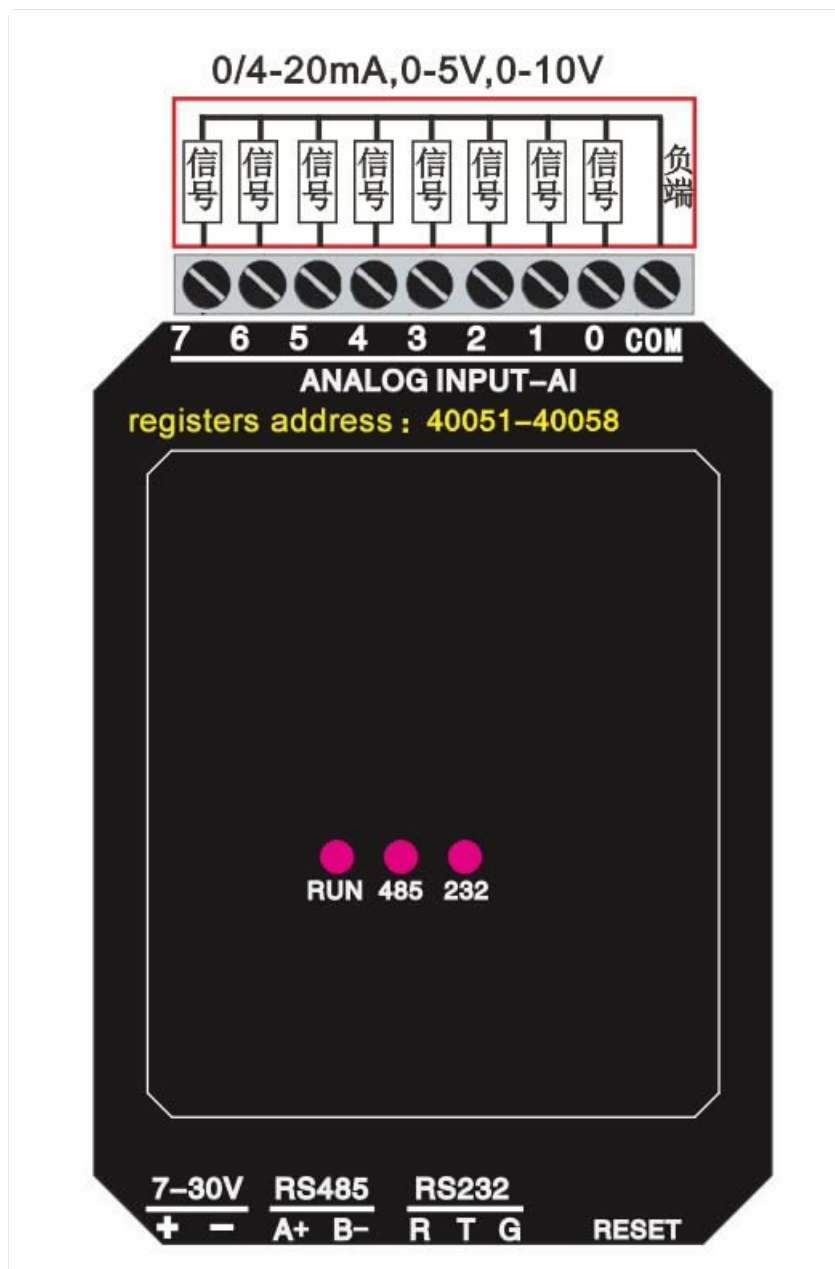 0/4-20mA,0-5V,0-10V
信号 信号 信号 信号 信号 信号 信号 信号 负端
7 6 5 4 3 2 1 0 COM
ANALOG INPUT-AI
registers address: 40051-40058
RUN 485 232
7-30V RS485 RS232
+ - A+ B- R T G RESET